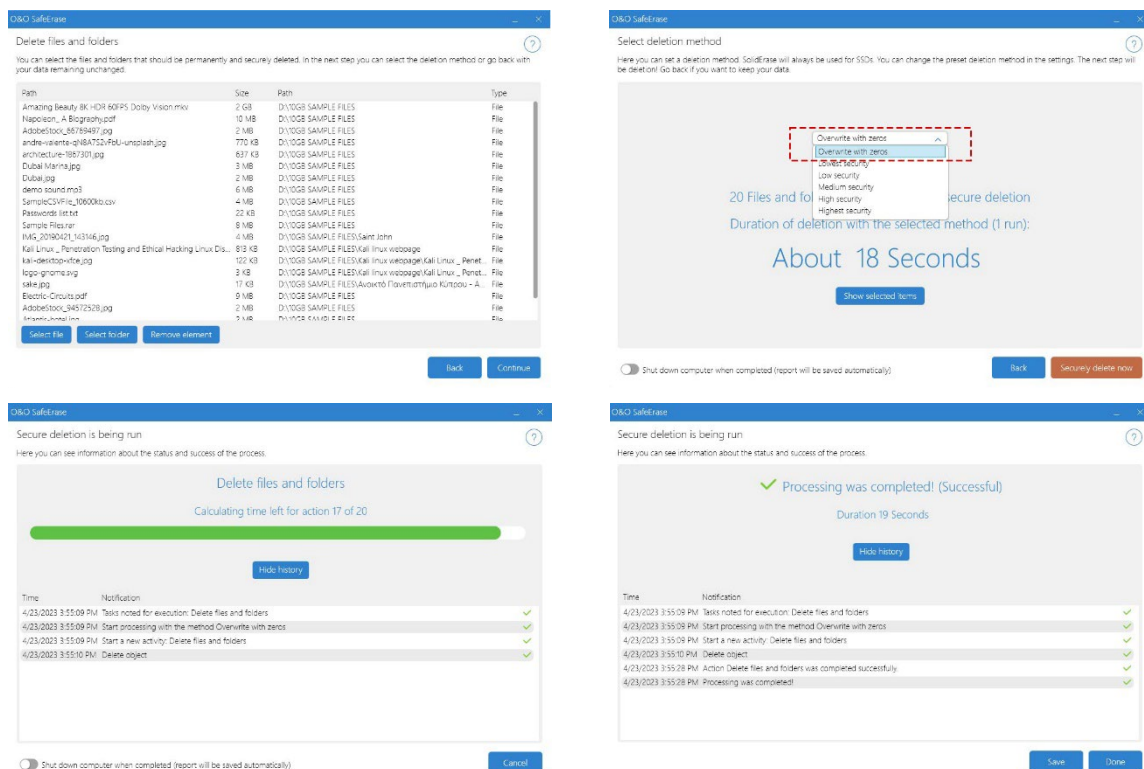 O&O SafeErase
Delete files and folders
You can select the files and folders that should be permanently and securely deleted. In the next step you can select the deletion method or go back with
your data remaining unchanged.
Path Size Path Type
Amazing Beauty 8K HDR 60FPS Dolby Vision.mkv 2 GB D:\10GB SAMPLE FILES File
Napoleon_ A Biography.pdf 10 MB D:\10GB SAMPLE FILES File
AdobeStock_66769497.jpg 2 MB D:\10GB SAMPLE FILES File
andre-valente-qN8A7S2vFbU-unsplash.jpg 770 KB D:\10GB SAMPLE FILES File
architecture-1867301.jpg 637 KB D:\10GB SAMPLE FILES File
Dubai Marina.jpg 3 MB D:\10GB SAMPLE FILES File
Dubai.jpg 2 MB D:\10GB SAMPLE FILES File
demo sound.mp3 6 MB D:\10GB SAMPLE FILES File
SampleCSVFile_10600kb.csv 4 MB D:\10GB SAMPLE FILES File
Passwords list.txt 22 KB D:\10GB SAMPLE FILES File
Sample Files.rar 8 MB D:\10GB SAMPLE FILES File
IMG_20190421_143146.jpg 4 MB D:\10GB SAMPLE FILES\Saint John File
Kali Linux _ Penetration Testing and Ethical Hacking Linux Dis... 813 KB D:\10GB SAMPLE FILES\Kali linux webpage File
kali-desktop-xfce.jpg 122 KB D:\10GB SAMPLE FILES\Kali linux webpage\Kali Linux _ Penet... File
logo-gnome.svg 3 KB D:\10GB SAMPLE FILES\Kali linux webpage\Kali Linux _ Penet... File
sake.jpg 17 KB D:\10GB SAMPLE FILES\Ανοικτό Πανεπιστήμιο Κύπρου - Α... File
Electric-Circuits.pdf 9 MB D:\10GB SAMPLE FILES File
AdobeStock_94572528.jpg 2 MB D:\10GB SAMPLE FILES File
Atlantis-hotel.jpg 2 MB D:\10GB SAMPLE FILES File
Select file Select folder Remove element
Back Continue
O&O SafeErase
Select deletion method
Here you can set a deletion method. SolidErase will always be used for SSDs. You can change the preset deletion method in the settings. The next step will
be deletion! Go back if you want to keep your data.
Overwrite with zeros
Overwrite with zeros
Lowest security
Low security
Medium security
High security
Highest security
20 Files and fol ecure deletion
Duration of deletion with the selected method (1 run):
About 18 Seconds
Show selected items
Shut down computer when completed (report will be saved automatically)
Back Securely delete now
O&O SafeErase
Secure deletion is being run
Here you can see information about the status and success of the process.
Delete files and folders
Calculating time left for action 17 of 20
Hide history
Time Notification
4/23/2023 3:55:09 PM Tasks noted for execution: Delete files and folders
4/23/2023 3:55:09 PM Start processing with the method Overwrite with zeros
4/23/2023 3:55:09 PM Start a new activity: Delete files and folders
4/23/2023 3:55:10 PM Delete object
Shut down computer when completed (report will be saved automatically)
Cancel
O&O SafeErase
Secure deletion is being run
Here you can see information about the status and success of the process.
Processing was completed! (Successful)
Duration 19 Seconds
Hide history
Time Notification
4/23/2023 3:55:09 PM Tasks noted for execution: Delete files and folders
4/23/2023 3:55:09 PM Start processing with the method Overwrite with zeros
4/23/2023 3:55:09 PM Start a new activity: Delete files and folders
4/23/2023 3:55:10 PM Delete object
4/23/2023 3:55:28 PM Action Delete files and folders was completed successfully.
4/23/2023 3:55:28 PM Processing was completed!
Save Done